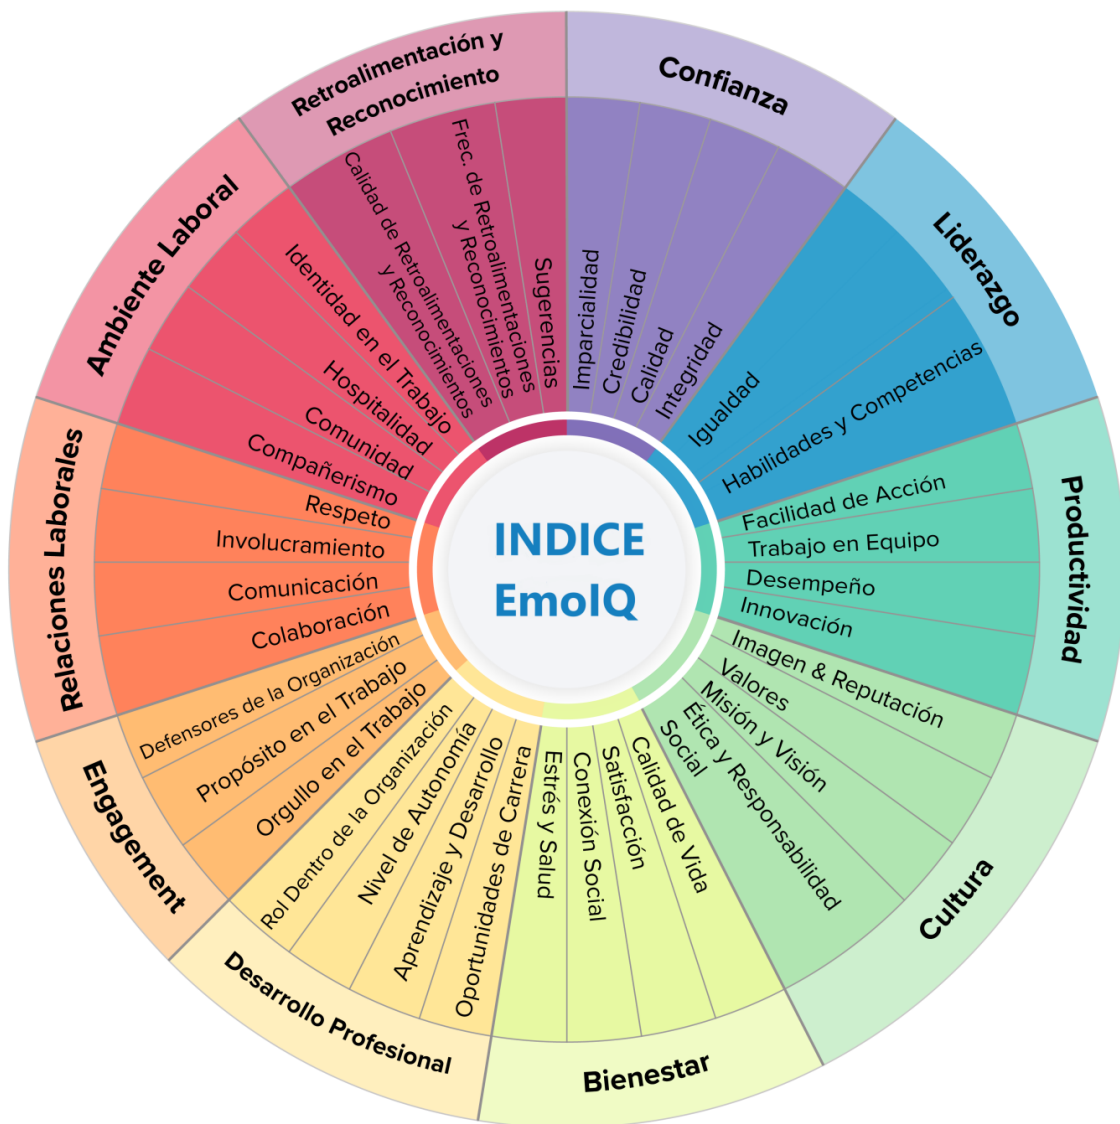 INDICE
EmoIQ
Confianza
Imparcialidad
Credibilidad
Calidad
Integridad
Liderazgo
Igualdad
Habilidades y Competencias
Productividad
Facilidad de Acción
Trabajo en Equipo
Desempeño
Innovación
Cultura
Imagen & Reputación
Valores
Misión y Visión
Ética y Responsabilidad
Social
Bienestar
Calidad de Vida
Satisfacción
Conexión Social
Estrés y Salud
Desarrollo Profesional
Oportunidades de Carrera
Aprendizaje y Desarrollo
Nivel de Autonomía
Rol Dentro de la Organización
Engagement
Orgullo en el Trabajo
Propósito en el Trabajo
Defensores de la Organización
Relaciones Laborales
Colaboración
Comunicación
Involucramiento
Respeto
Ambiente Laboral
Compañerismo
Comunidad
Hospitalidad
Identidad en el Trabajo
Retroalimentación y
Reconocimiento
Calidad de Retroalimentaciones
y Reconocimientos
Frec. de Retroalimentaciones
y Reconocimientos
Sugerencias